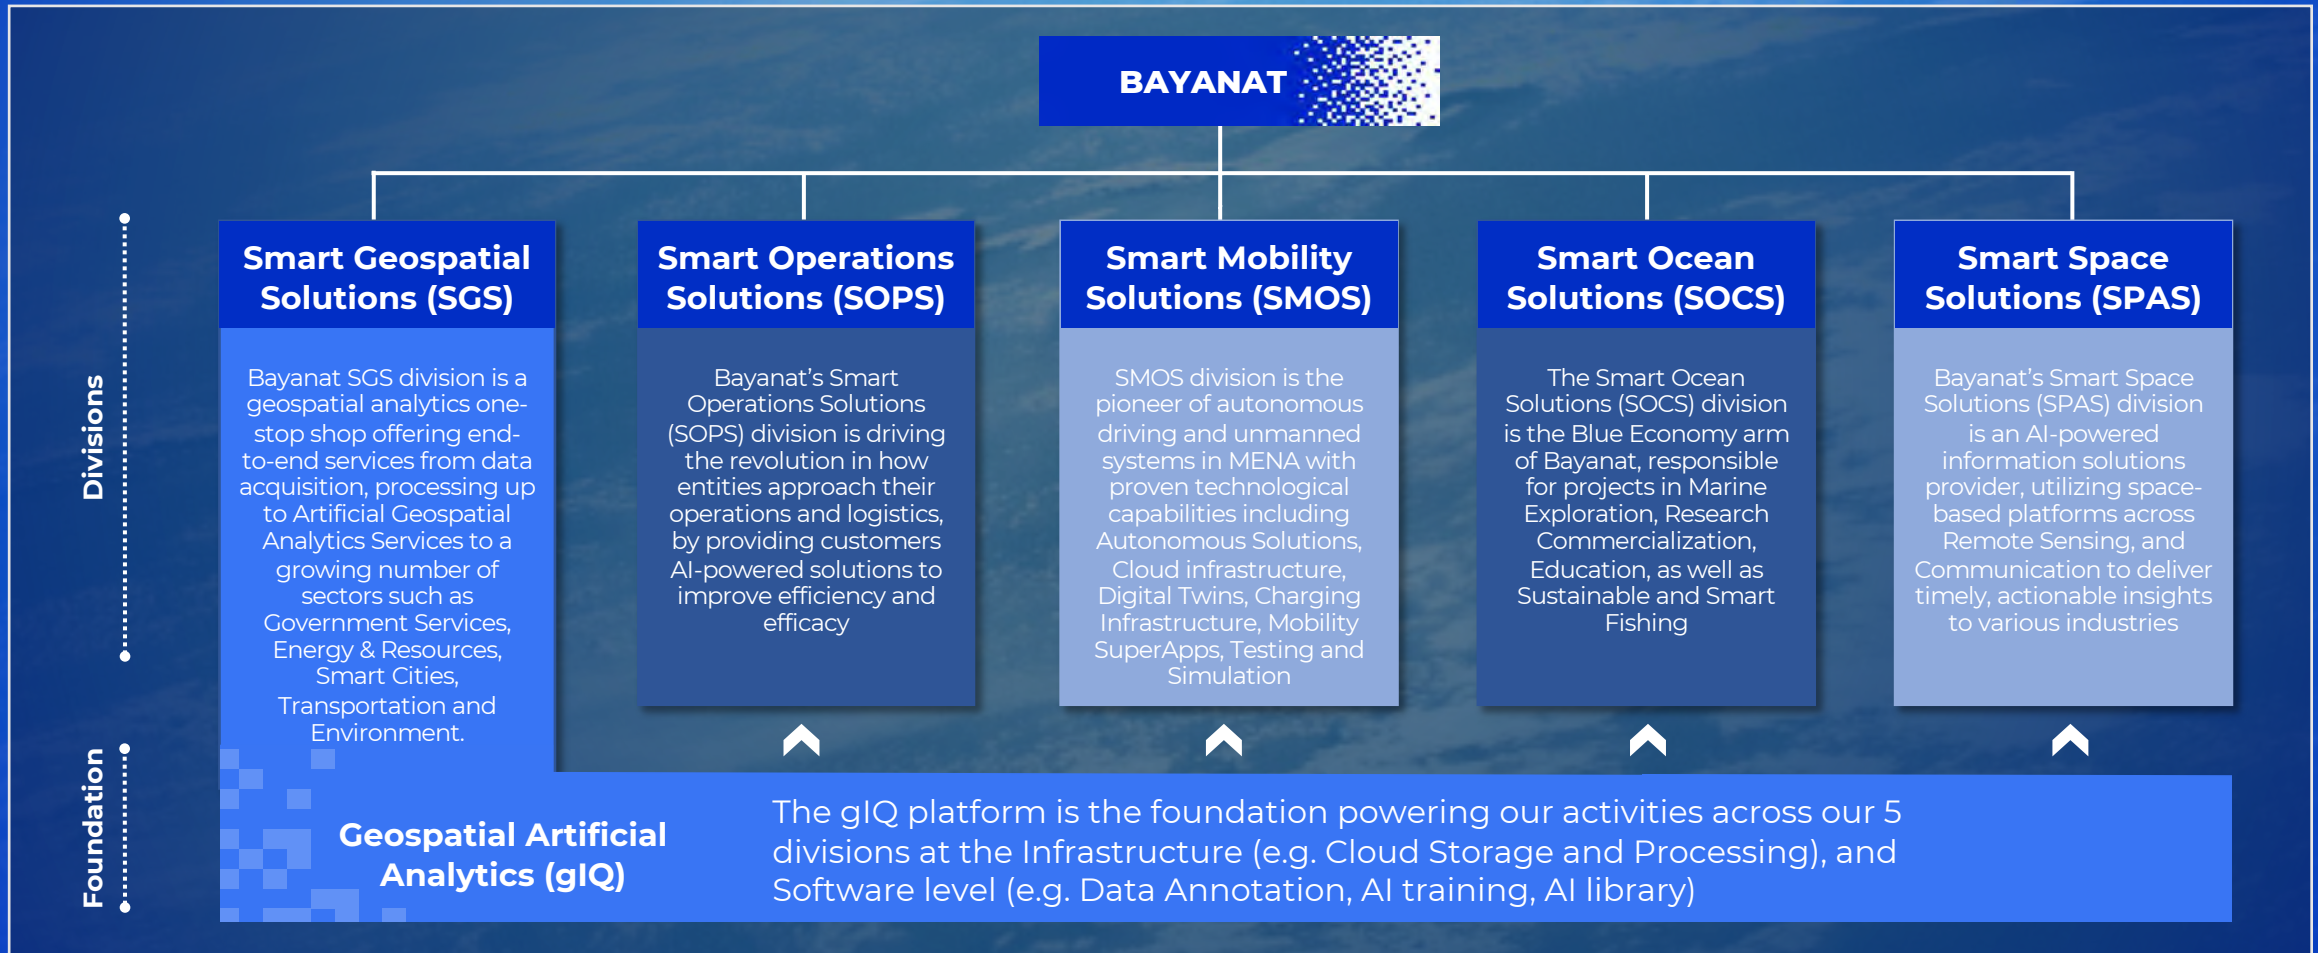 BAYANAT
Divisions
Smart Geospatial
Solutions (SGS)
Bayanat SGS division is a
geospatial analytics one-
stop shop offering end-
to-end services from data
acquisition, processing up
to Artificial Geospatial
Analytics Services to a
growing number of
sectors such as
Government Services,
Energy & Resources,
Smart Cities,
Transportation and
Environment.
Smart Operations
Solutions (SOPS)
Bayanat’s Smart
Operations Solutions
(SOPS) division is driving
the revolution in how
entities approach their
operations and logistics,
by providing customers
AI-powered solutions to
improve efficiency and
efficacy
Smart Mobility
Solutions (SMOS)
SMOS division is the
pioneer of autonomous
driving and unmanned
systems in MENA with
proven technological
capabilities including
Autonomous Solutions,
Cloud infrastructure,
Digital Twins, Charging
Infrastructure, Mobility
SuperApps, Testing and
Simulation
Smart Ocean
Solutions (SOCS)
The Smart Ocean
Solutions (SOCS) division
is the Blue Economy arm
of Bayanat, responsible
for projects in Marine
Exploration, Research
Commercialization,
Education, as well as
Sustainable and Smart
Fishing
Smart Space
Solutions (SPAS)
Bayanat’s Smart Space
Solutions (SPAS) division
is an AI-powered
information solutions
provider, utilizing space-
based platforms across
Remote Sensing, and
Communication to deliver
timely, actionable insights
to various industries
Foundation
Geospatial Artificial
Analytics (gIQ)
The gIQ platform is the foundation powering our activities across our 5
divisions at the Infrastructure (e.g. Cloud Storage and Processing), and
Software level (e.g. Data Annotation, AI training, AI library)